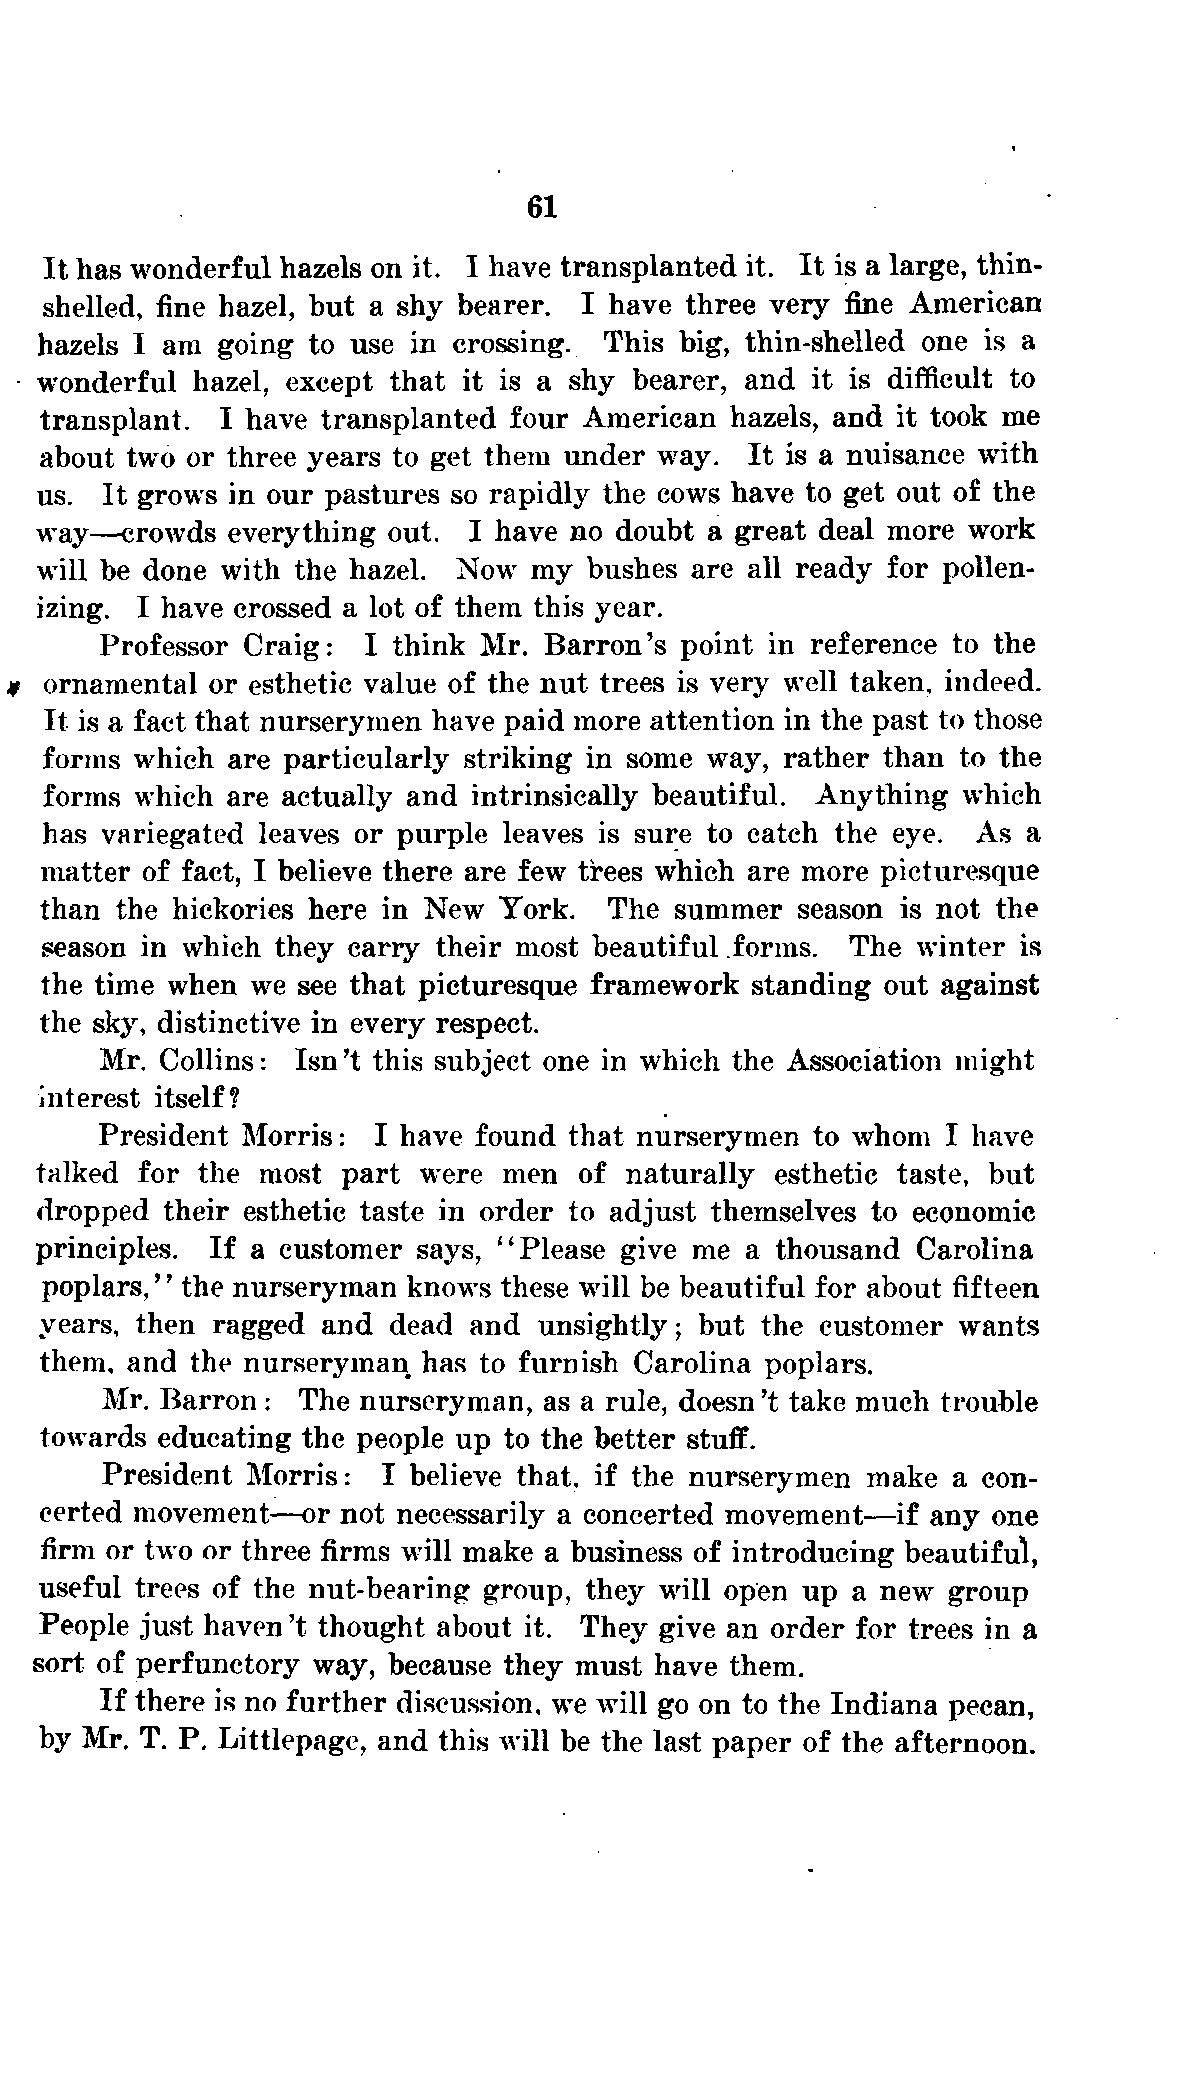 61
It has wonderful hazels on it. I have transplanted it. It is a large, thin-
shelled, fine hazel, but a shy bearer. I have three very fine American
hazels I am going to use in crossing. This big, thin-shelled one is a
wonderful hazel, except that it is a shy bearer, and it is difficult to
transplant. I have transplanted four American hazels, and it took me
about two or three years to get them under way. It is a nuisance with
us. It grows in our pastures so rapidly the cows have to get out of the
way—crowds everything out. I have no doubt a great deal more work
will be done with the hazel. Now my bushes are all ready for pollen-
izing. I have crossed a lot of them this year.
Professor Craig: I think Mr. Barron's point in reference to the
ornamental or esthetic value of the nut trees is very well taken, indeed.
It is a fact that nurserymen have paid more attention in the past to those
forms which are particularly striking in some way, rather than to the
forms which are actually and intrinsically beautiful. Anything which
has variegated leaves or purple leaves is sure to catch the eye. As a
matter of fact, I believe there are few trees which are more picturesque
than the hickories here in New York. The summer season is not the
season in which they carry their most beautiful forms. The winter is
the time when we see that picturesque framework standing out against
the sky, distinctive in every respect.
Mr. Collins: Isn't this subject one in which the Association might
interest itself?
President Morris: I have found that nurserymen to whom I have
talked for the most part were men of naturally esthetic taste, but
dropped their esthetic taste in order to adjust themselves to economic
principles. If a customer says, "Please give me a thousand Carolina
poplars," the nurseryman knows these will be beautiful for about fifteen
years, then ragged and dead and unsightly; but the customer wants
them, and the nurseryman has to furnish Carolina poplars.
Mr. Barron: The nurseryman, as a rule, doesn't take much trouble
towards educating the people up to the better stuff.
President Morris: I believe that, if the nurserymen make a con-
certed movement—or not necessarily a concerted movement—if any one
firm or two or three firms will make a business of introducing beautiful,
useful trees of the nut-bearing group, they will open up a new group
People just haven't thought about it. They give an order for trees in a
sort of perfunctory way, because they must have them.
If there is no further discussion, we will go on to the Indiana pecan,
by Mr. T. P. Littlepage, and this will be the last paper of the afternoon.